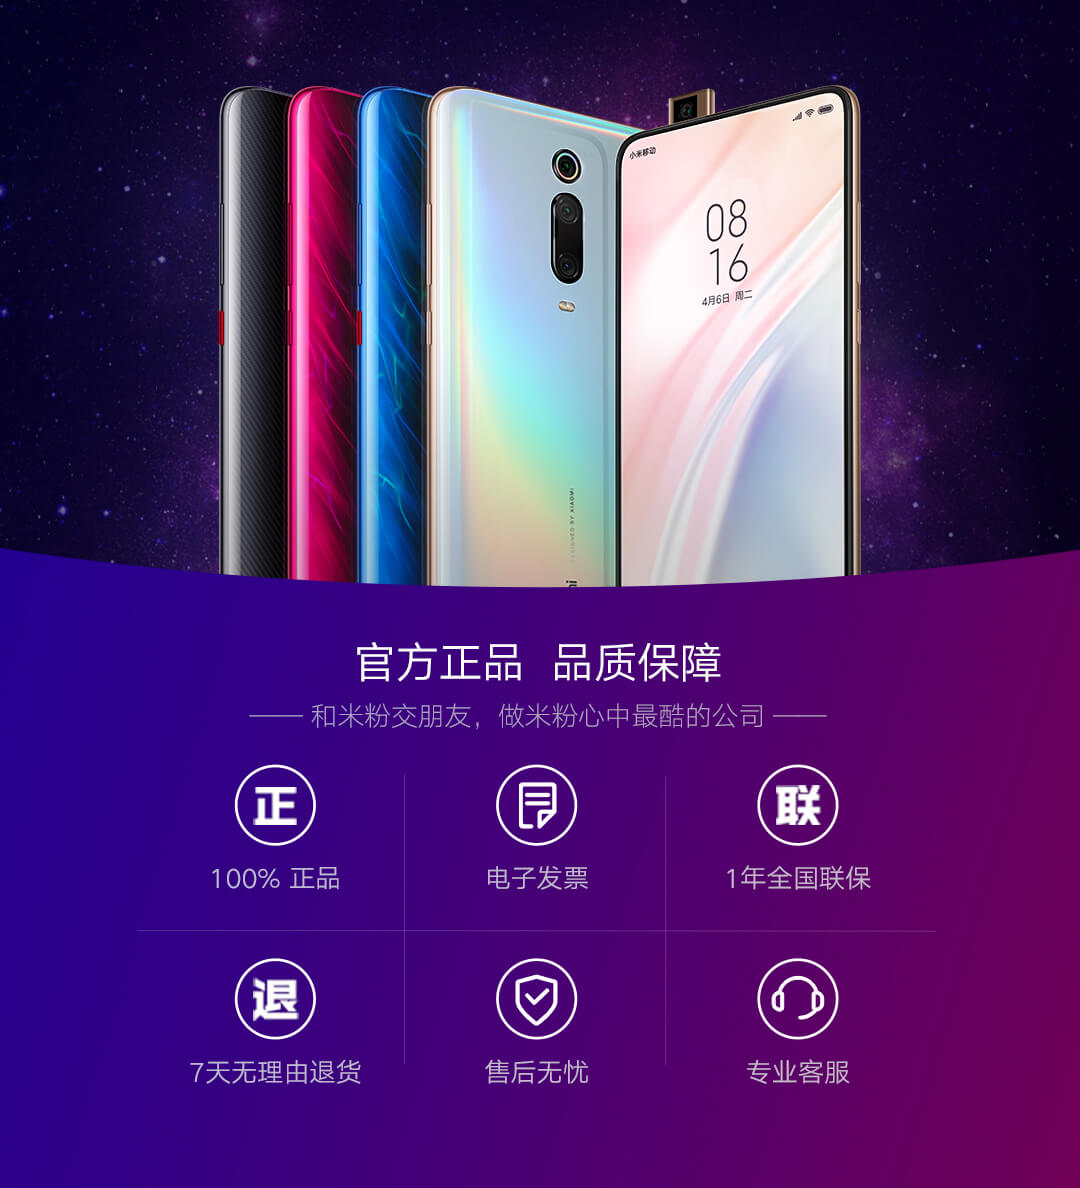 小米移动
08
16
4月6日 周二
DESIGNED BY XIAOMI
官方正品 品质保障
和米粉交朋友，做米粉心中最酷的公司
正
联
100% 正品
电子发票
1年全国联保
退
7天无理由退货
售后无忧
专业客服